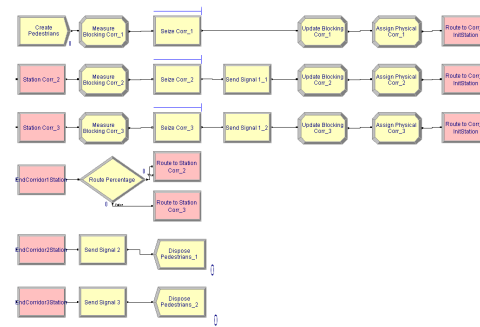 Create
Pedestrians
Measure
Blocking Corr_1
Seize Corr_1
Update Blocking
Corr_1
Assign Physical
Corr_1
Route to Corr
InitStation
Station Corr_2
Measure
Blocking Corr_2
Seize Corr_2
Send Signal 1_1
Update Blocking
Corr_2
Assign Physical
Corr_2
Route to Corr
InitStation
Station Corr_3
Measure
Blocking Corr_3
Seize Corr_3
Send Signal 1_2
Update Blocking
Corr_3
Assign Physical
Corr_3
Route to Corr
InitStation
EndCorridor1Station
Route Percentage
Route to Station
Corr_2
Route to Station
Corr_3
EndCorridor2Station
Send Signal 2
Dispose
Pedestrians_1
0
EndCorridor3Station
Send Signal 3
Dispose
Pedestrians_2
0